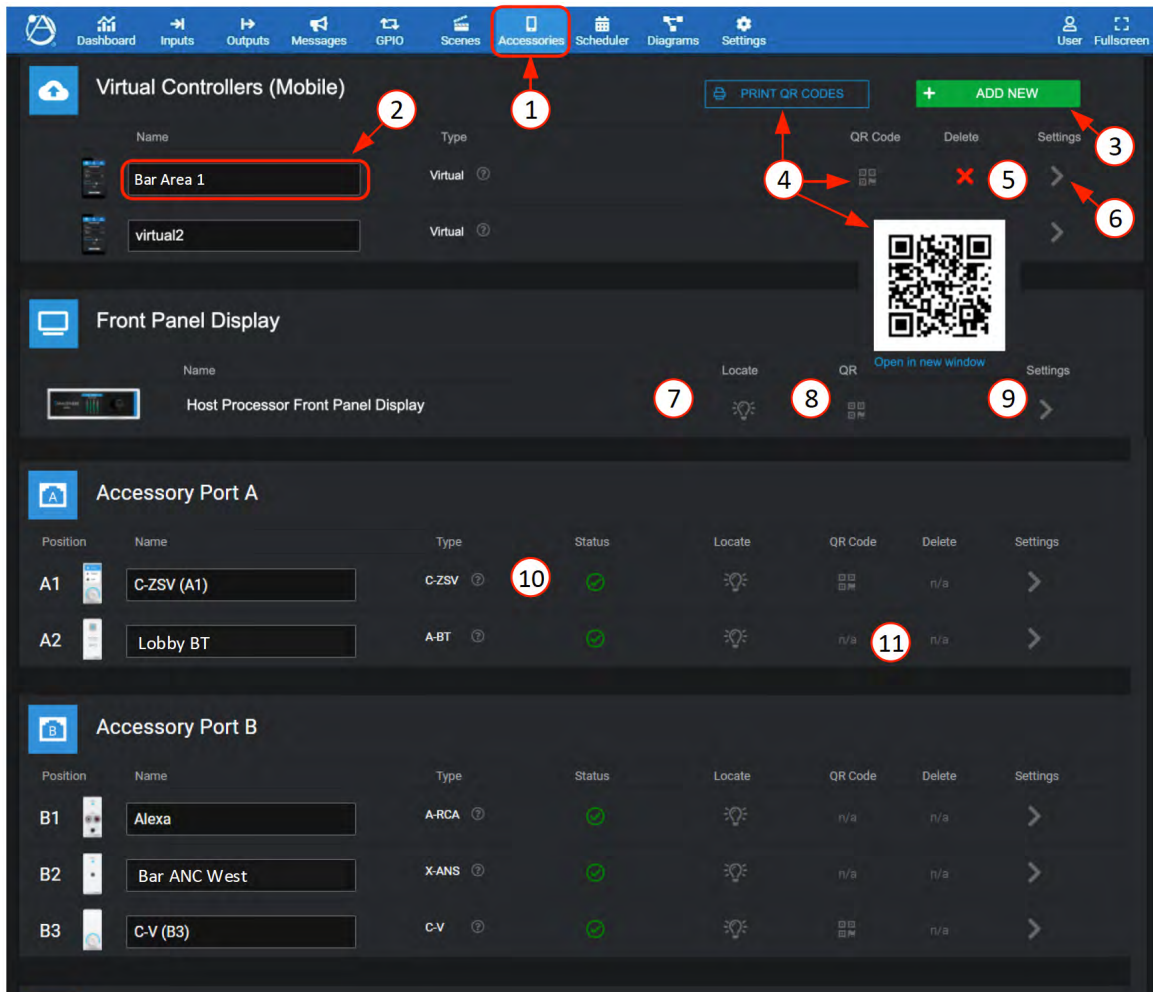 Dashboard Inputs Outputs Messages GPIO Scenes Accessories Scheduler Diagrams Settings User Fullscreen
Virtual Controllers (Mobile)
2
1
PRINT QR CODES
+ ADD NEW
3
Name Type QR Code Delete Settings
Bar Area 1 Virtual ? 4 5
6
virtual2 Virtual ?
Open in new window
Front Panel Display
Name Locate QR Settings
Host Processor Front Panel Display 7 8 9
A Accessory Port A
Position Name Type Status Locate QR Code Delete Settings
A1 C-ZSV (A1) C-ZSV ? 10 n/a
A2 Lobby BT A-BT ? n/a 11 n/a
B Accessory Port B
Position Name Type Status Locate QR Code Delete Settings
B1 Alexa A-RCA ? n/a n/a
B2 Bar ANC West X-ANS ? n/a n/a
B3 C-V (B3) C-V ? n/a